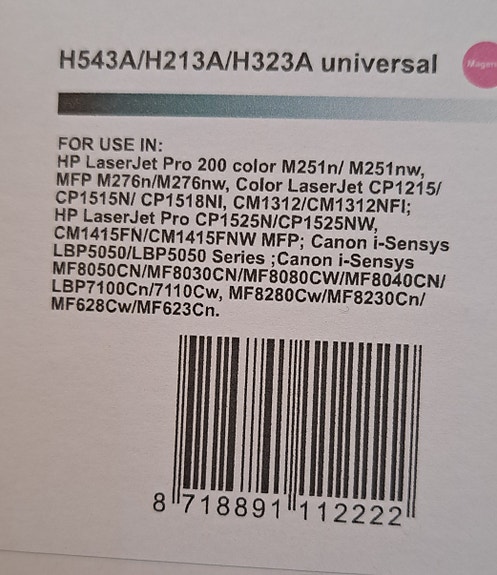 H543A/H213A/H323A universal
Magen
FOR USE IN:
HP LaserJet Pro 200 color M251n/ M251nw,
MFP M276n/M276nw, Color LaserJet CP1215/
CP1515N/ CP1518NI, CM1312/CM1312NFI;
HP LaserJet Pro CP1525N/CP1525NW,
CM1415FN/CM1415FNW MFP; Canon i-Sensys
LBP5050/LBP5050 Series ;Canon i-Sensys
MF8050CN/MF8030CN/MF8080CW/MF8040CN/
LBP7100Cn/7110Cw, MF8280Cw/MF8230Cn/
MF628Cw/MF623Cn.
8 718891 112222